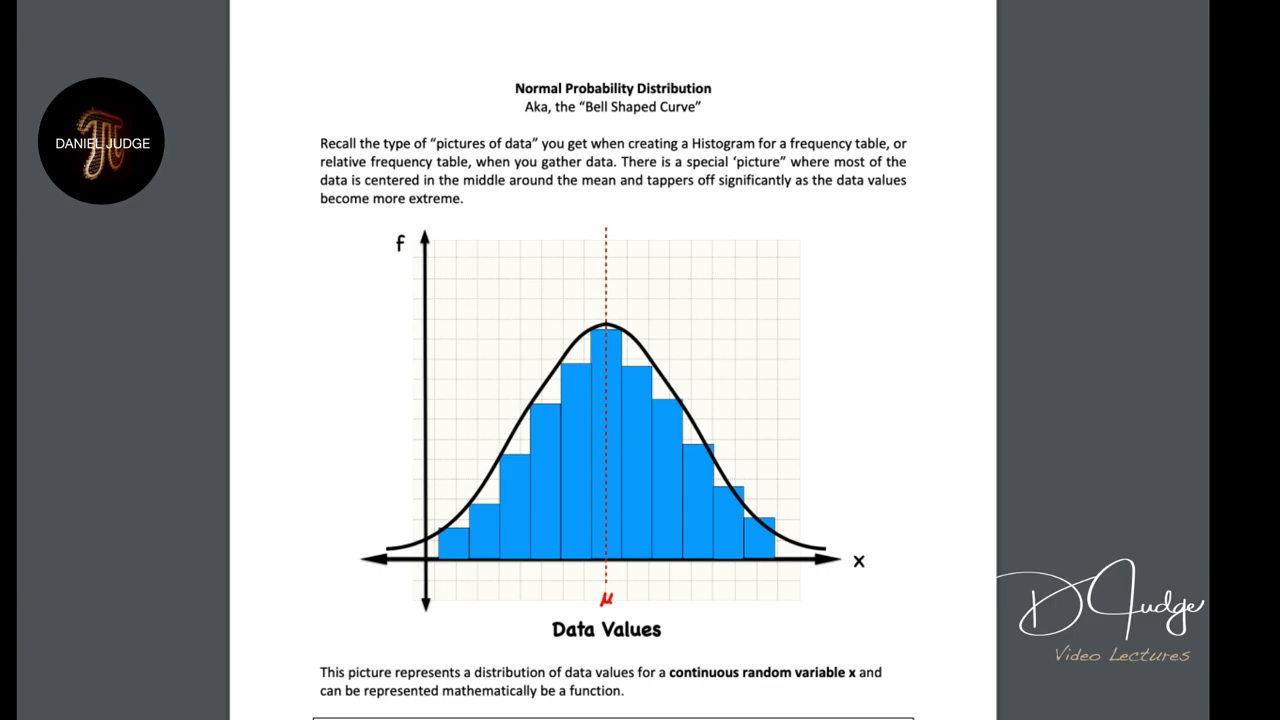 Normal Probability Distribution
Aka, the “Bell Shaped Curve”
DANIEL JUDGE
Recall the type of “pictures of data” you get when creating a Histogram for a frequency table, or
relative frequency table, when you gather data. There is a special ‘picture” where most of the
data is centered in the middle around the mean and tappers off significantly as the data values
become more extreme.
f
x
μ
Data Values
DJudge
Video Lectures
This picture represents a distribution of data values for a continuous random variable x and
can be represented mathematically be a function.